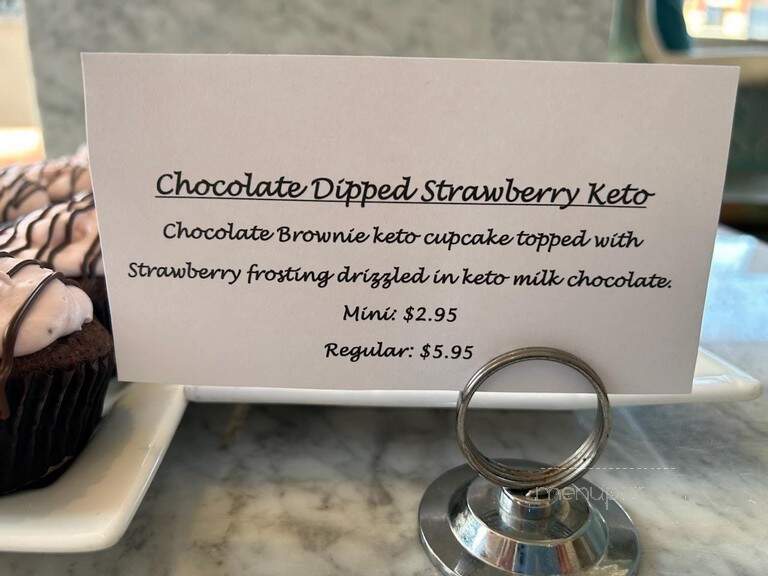 Chocolate Dipped Strawberry Keto
Chocolate Brownie keto cupcake topped with
Strawberry frosting drizzled in keto milk chocolate.
Mini: $2.95
Regular: $5.95